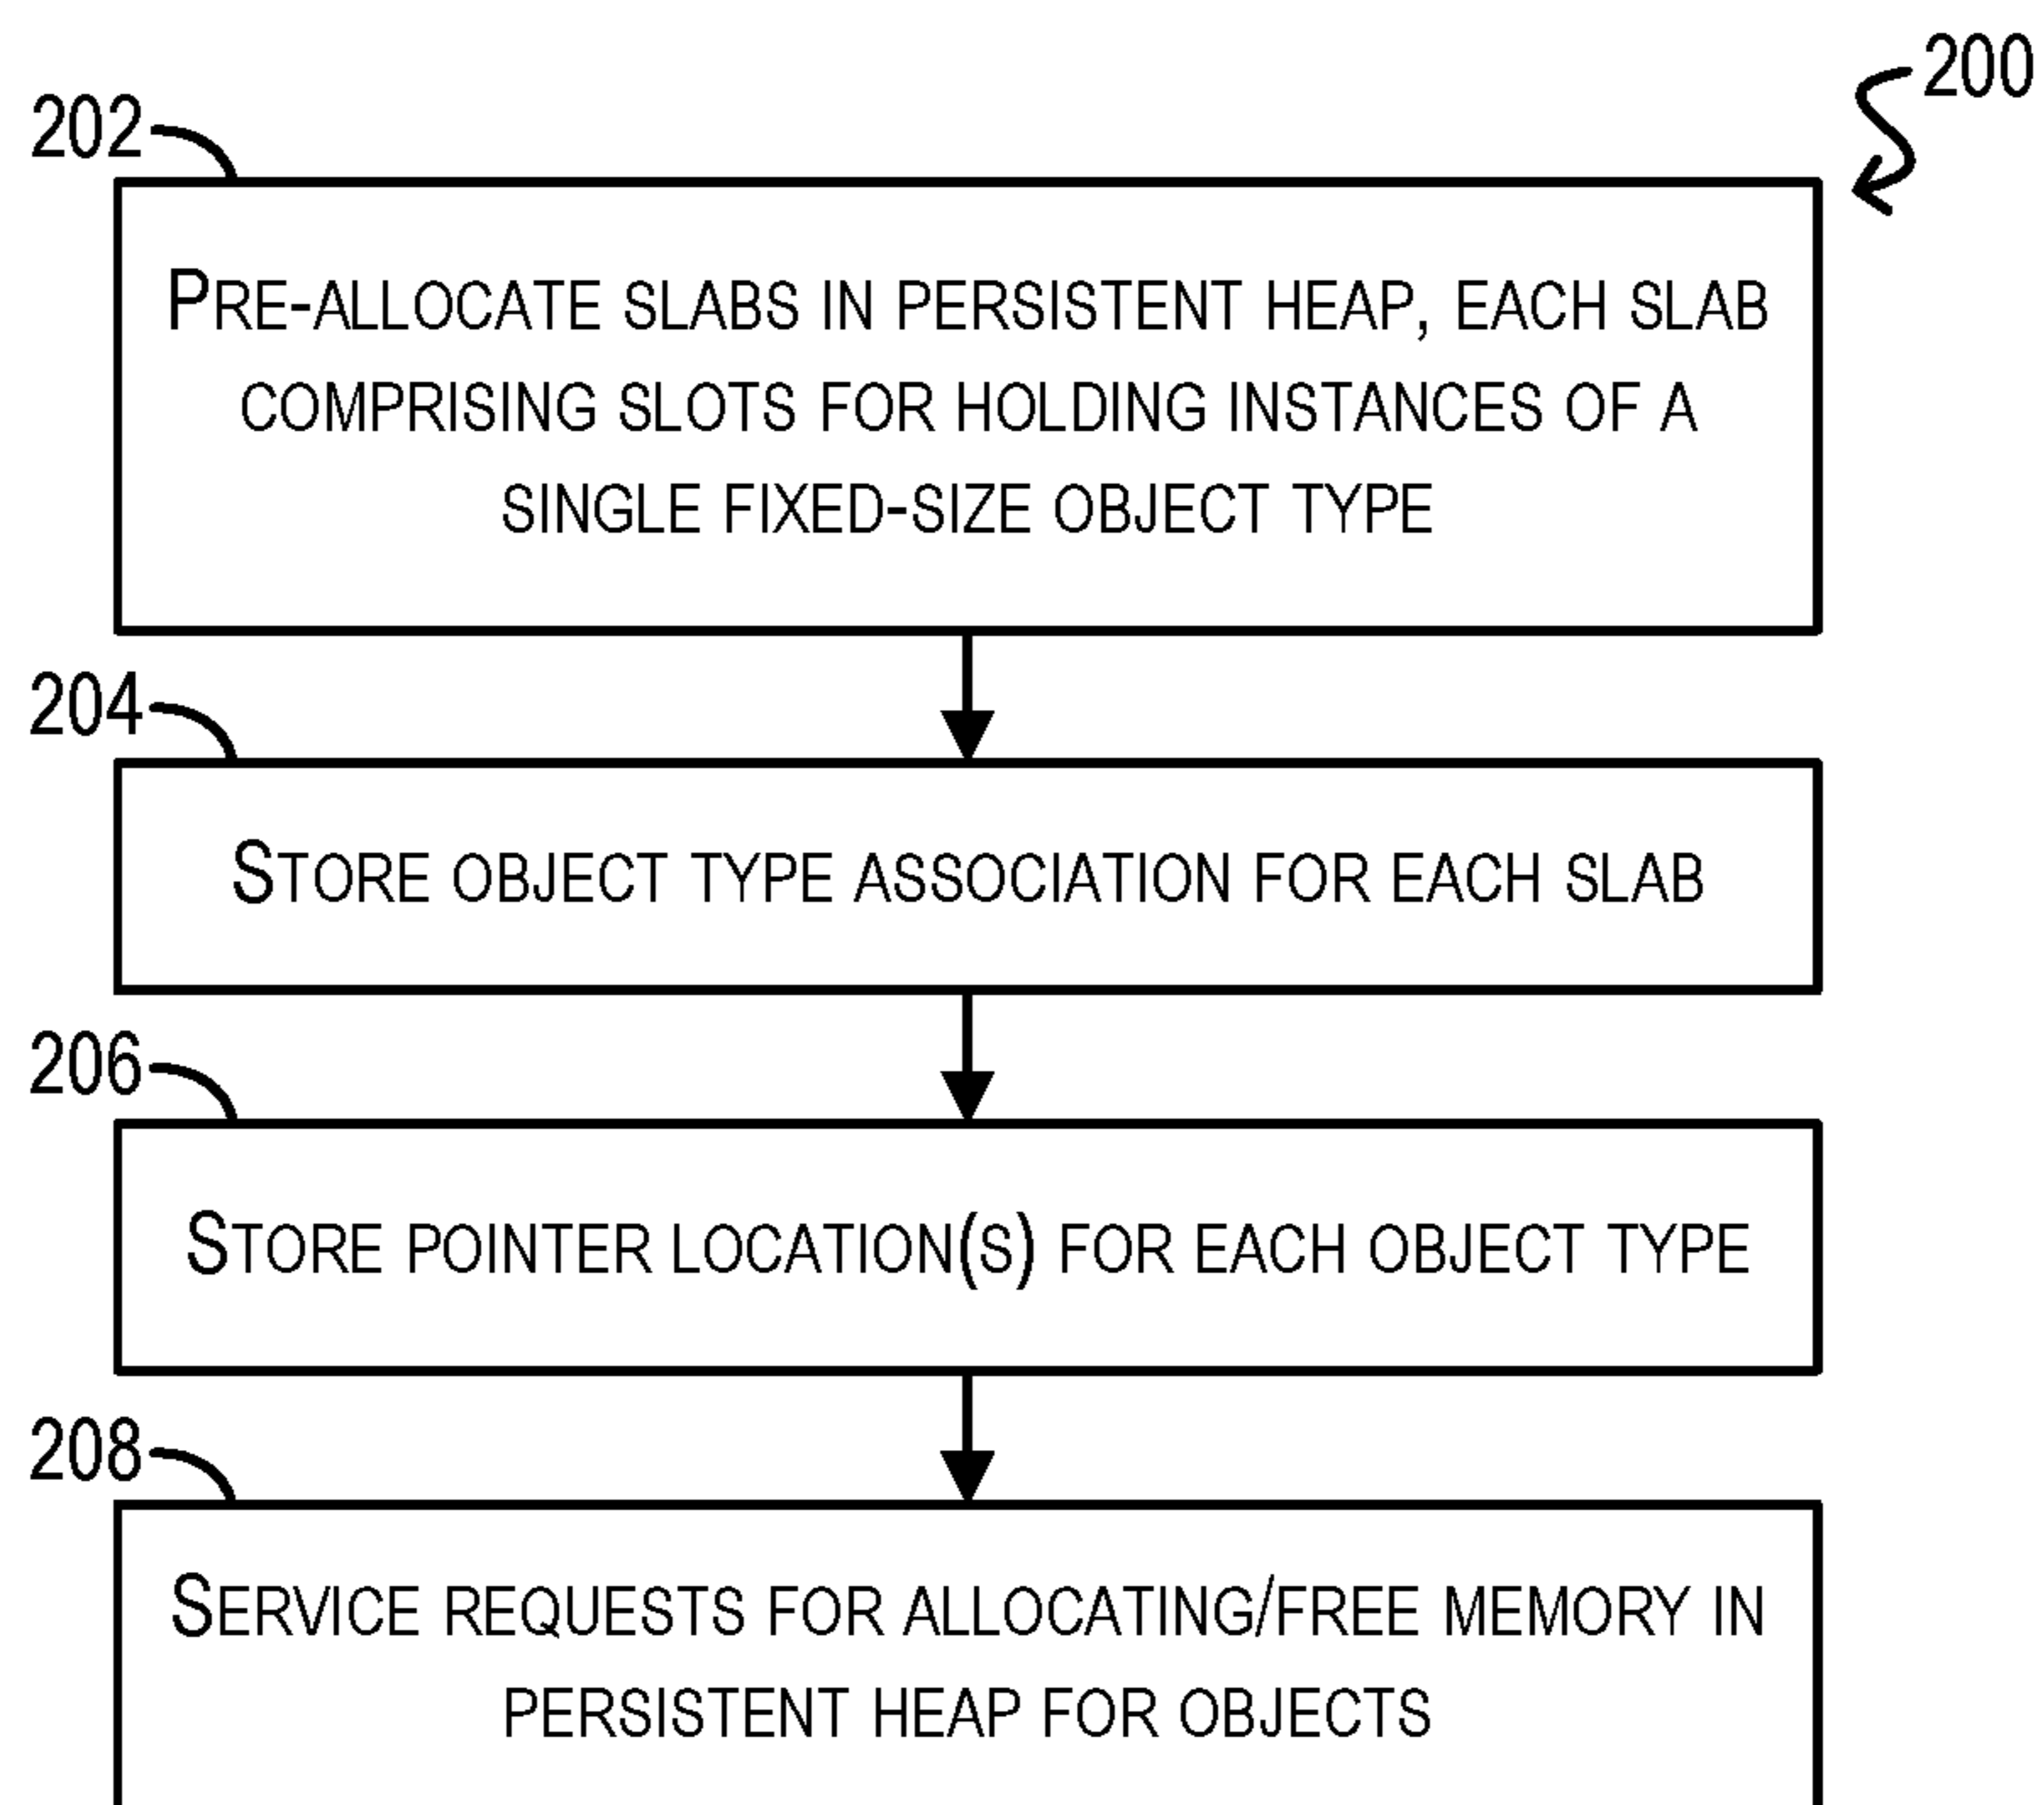 200
202
PRE-ALLOCATE SLABS IN PERSISTENT HEAP, EACH SLAB
COMPRISING SLOTS FOR HOLDING INSTANCES OF A
SINGLE FIXED-SIZE OBJECT TYPE
204
STORE OBJECT TYPE ASSOCIATION FOR EACH SLAB
206
STORE POINTER LOCATION(S) FOR EACH OBJECT TYPE
208
SERVICE REQUESTS FOR ALLOCATING/FREE MEMORY IN
PERSISTENT HEAP FOR OBJECTS